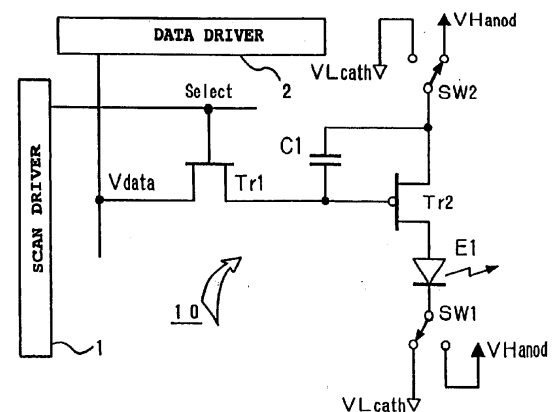 DATA DRIVER
2
VHanod
VLcath
SW2
Select
SCAN DRIVER
C1
Vdata
Tr1
Tr2
E1
10
SW1
1
VHanod
VLcath